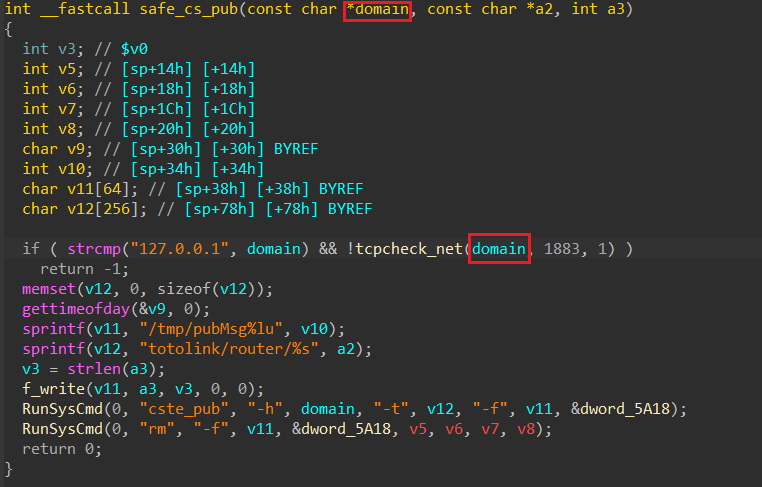 int __fastcall safe_cs_pub(const char *domain, const char *a2, int a3)
{
  int v3; // $v0
  int v5; // [sp+14h] [+14h]
  int v6; // [sp+18h] [+18h]
  int v7; // [sp+1Ch] [+1Ch]
  int v8; // [sp+20h] [+20h]
  char v9; // [sp+30h] [+30h] BYREF
  int v10; // [sp+34h] [+34h]
  char v11[64]; // [sp+38h] [+38h] BYREF
  char v12[256]; // [sp+78h] [+78h] BYREF
  if ( strcmp("127.0.0.1", domain) && !tcpcheck_net(domain, 1883, 1) )
    return -1;
  memset(v12, 0, sizeof(v12));
  gettimeofday(&v9, 0);
  sprintf(v11, "/tmp/pubMsg%lu", v10);
  sprintf(v12, "totolink/router/%s", a2);
  v3 = strlen(a3);
  f_write(v11, a3, v3, 0, 0);
  RunSysCmd(0, "cste_pub", "-h", domain, "-t", v12, "-f", v11, &dword_5A18);
  RunSysCmd(0, "rm", "-f", v11, &dword_5A18, v5, v6, v7, v8);
  return 0;
}